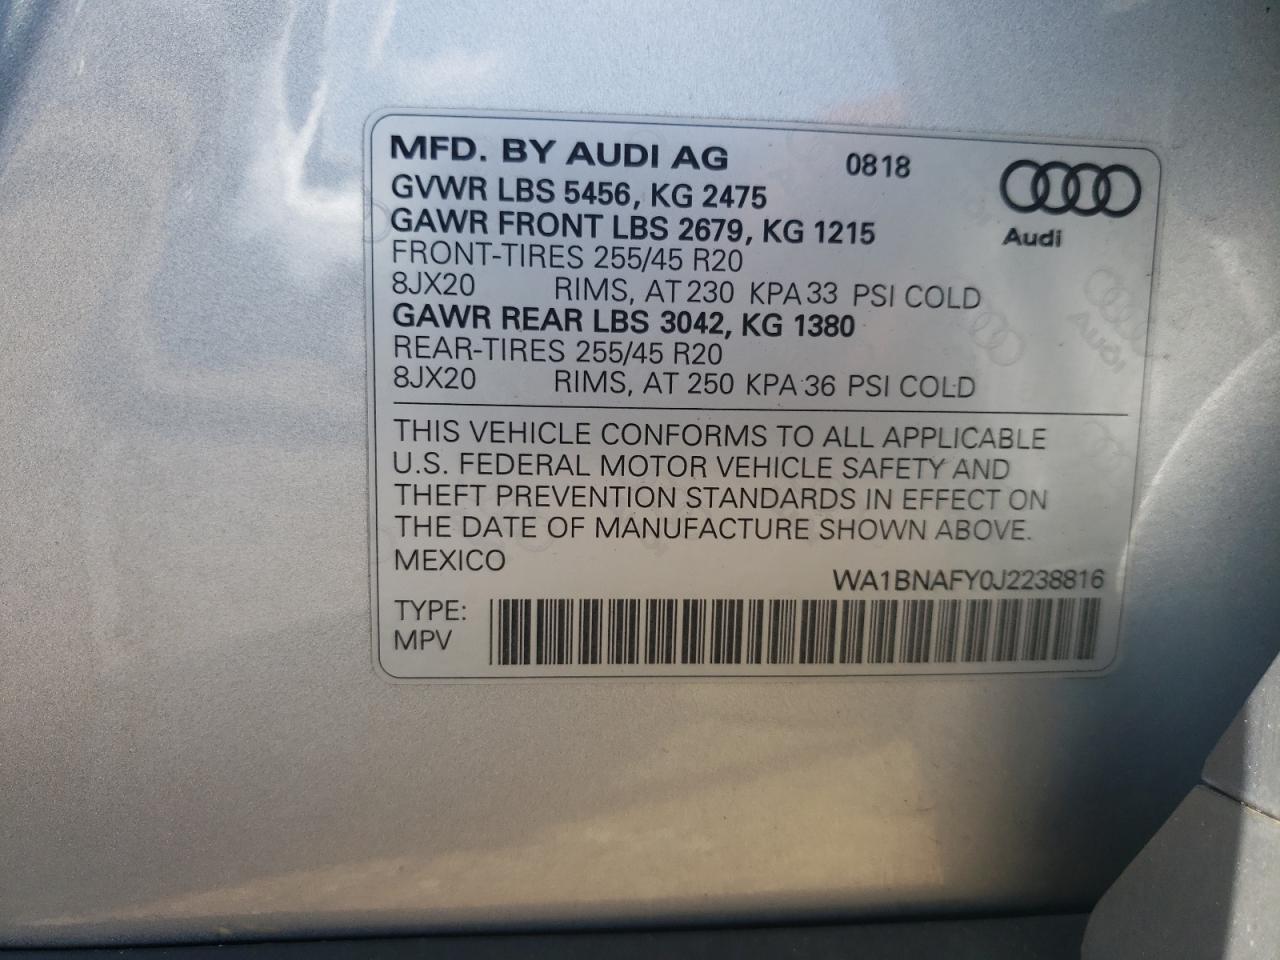 MFD. BY AUDI AG 0818
GVWR LBS 5456, KG 2475
GAWR FRONT LBS 2679, KG 1215
Audi
FRONT-TIRES 255/45 R20
8JX20 RIMS, AT 230 KPA 33 PSI COLD
GAWR REAR LBS 3042, KG 1380
REAR-TIRES 255/45 R20
8JX20 RIMS, AT 250 KPA 36 PSI COLD
Audi
THIS VEHICLE CONFORMS TO ALL APPLICABLE
U.S. FEDERAL MOTOR VEHICLE SAFETY AND
THEFT PREVENTION STANDARDS IN EFFECT ON
THE DATE OF MANUFACTURE SHOWN ABOVE.
MEXICO
WA1BNAFY0J2238816
TYPE:
MPV